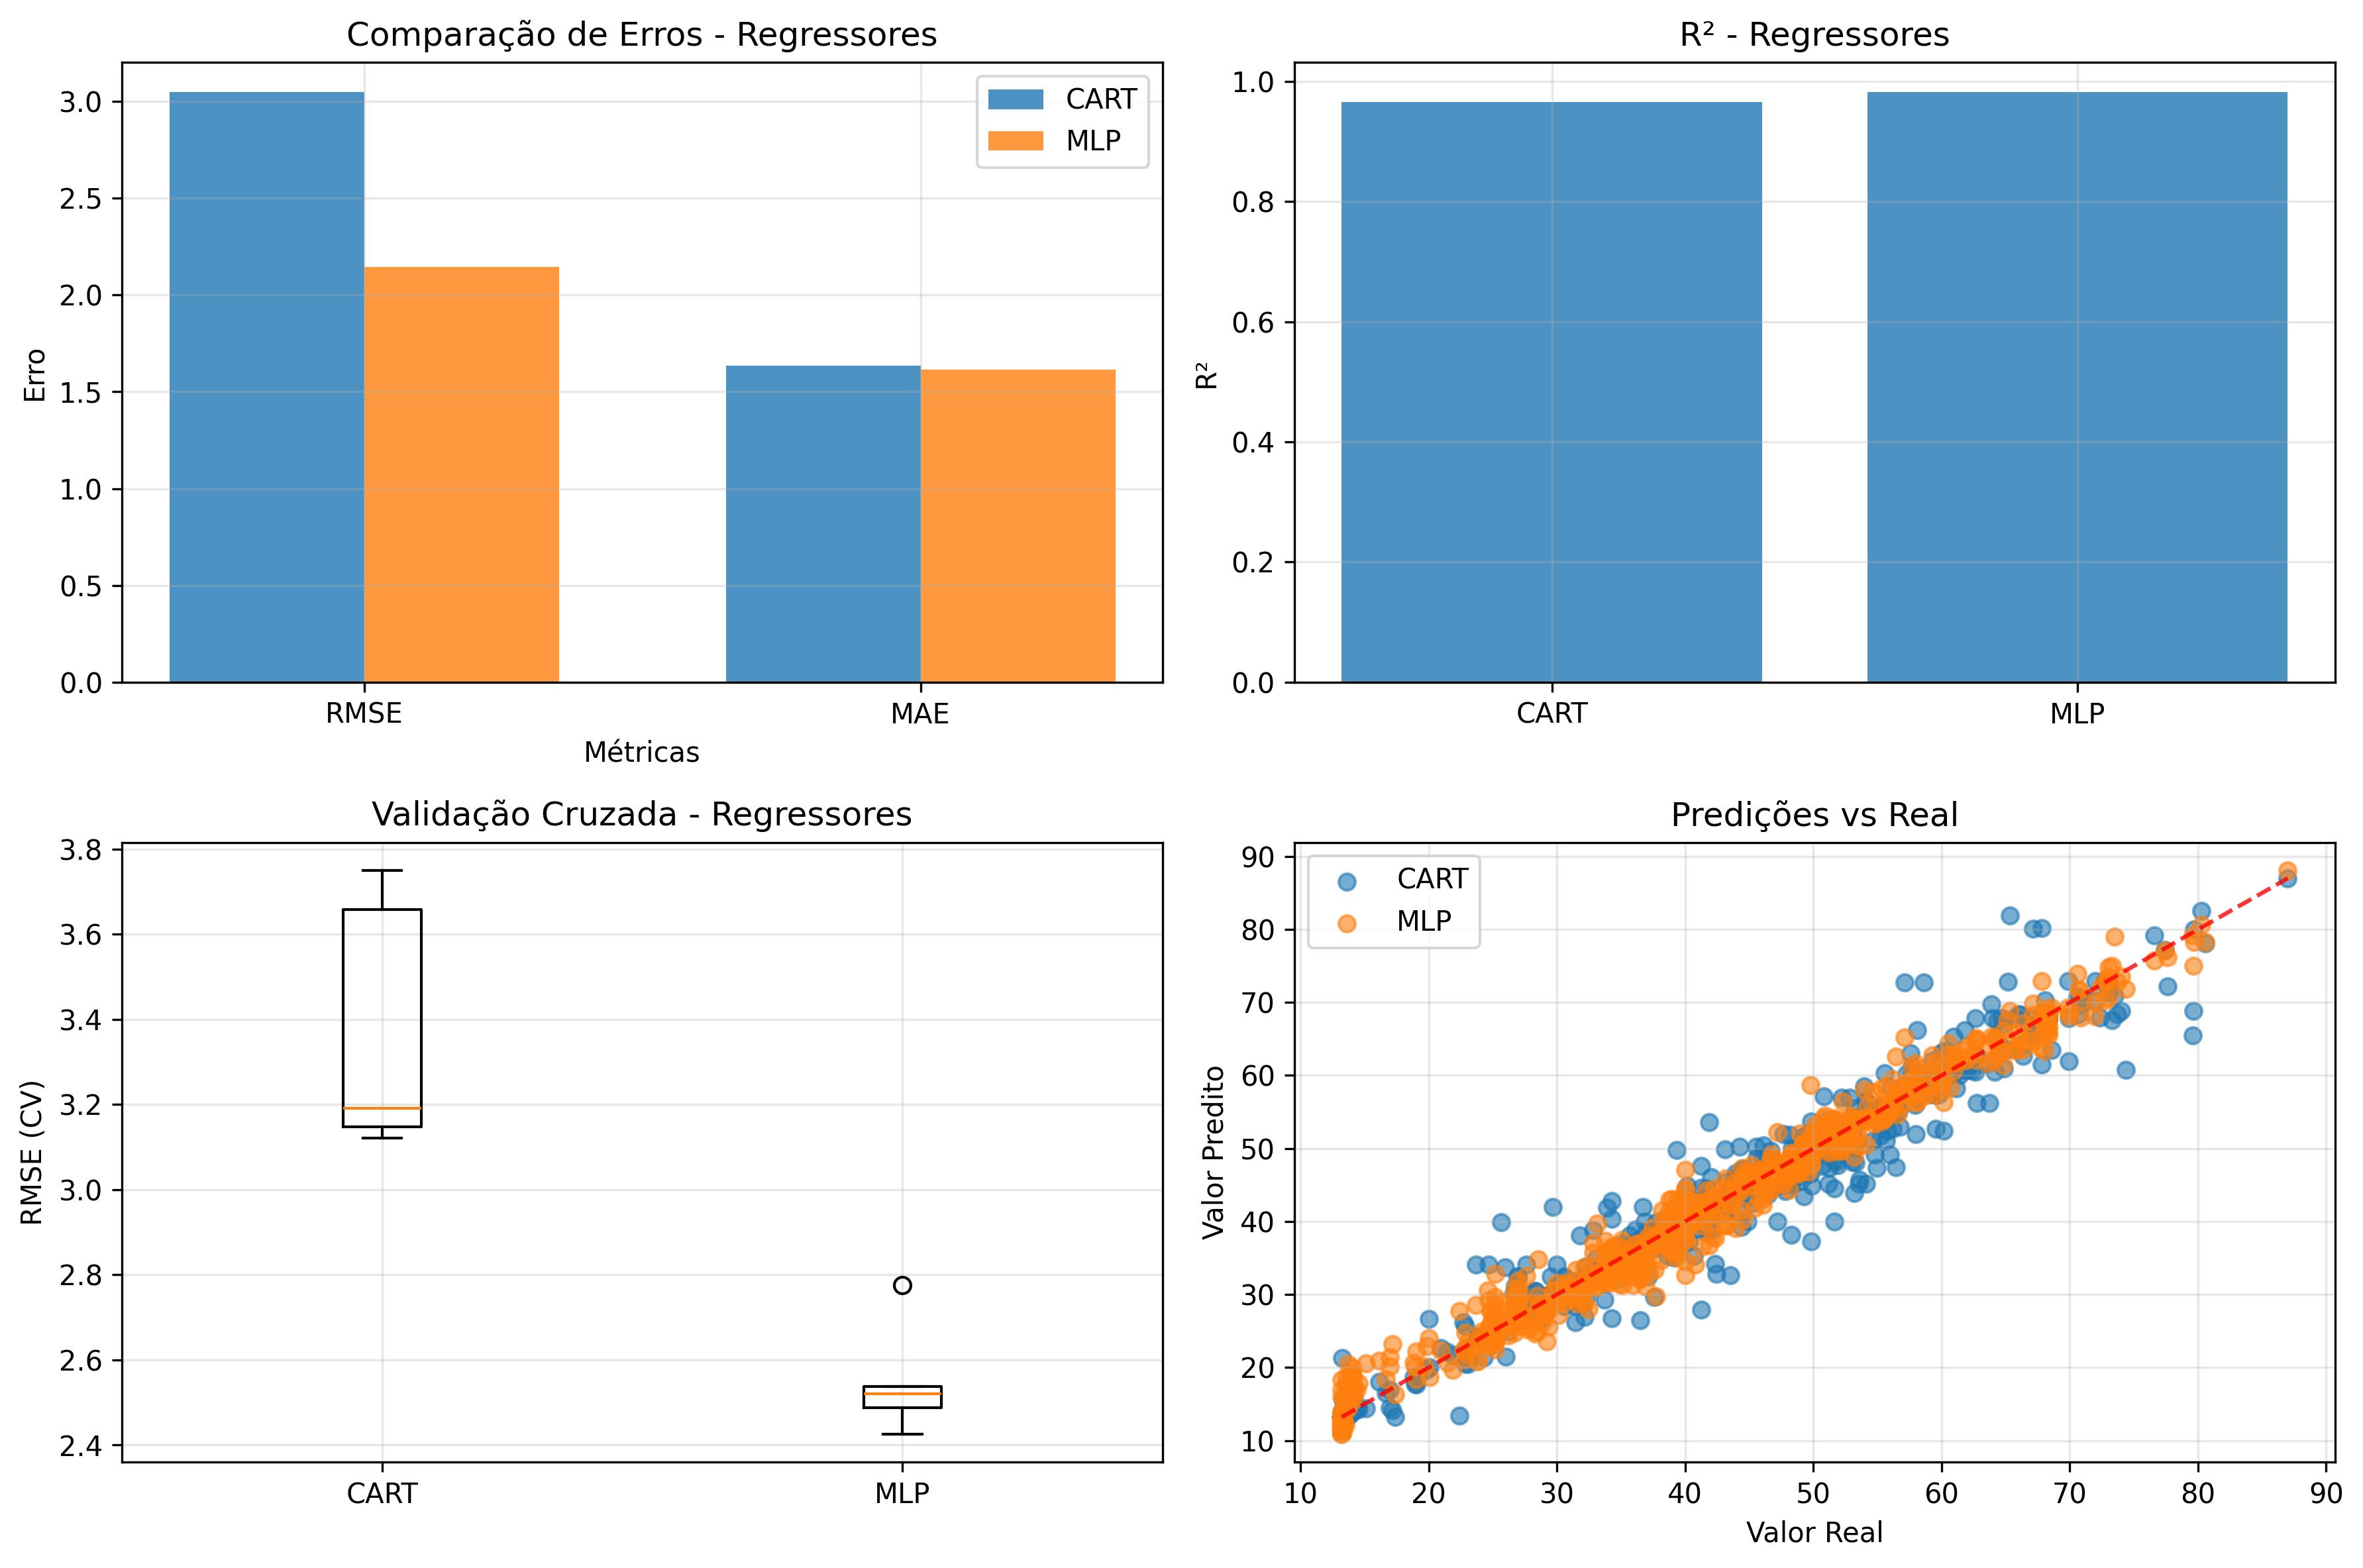 Comparação de Erros - Regressores
3.0
2.5
2.0
1.5
1.0
0.5
0.0
Erro
CART
MLP
RMSE
MAE
Métricas
R² - Regressores
1.0
0.8
0.6
0.4
0.2
0.0
R²
CART
MLP
Validação Cruzada - Regressores
3.8
3.6
3.4
3.2
3.0
2.8
2.6
2.4
RMSE (CV)
CART
MLP
Predições vs Real
90
80
70
60
50
40
30
20
10
Valor Predito
CART
MLP
10
20
30
40
50
60
70
80
90
Valor Real